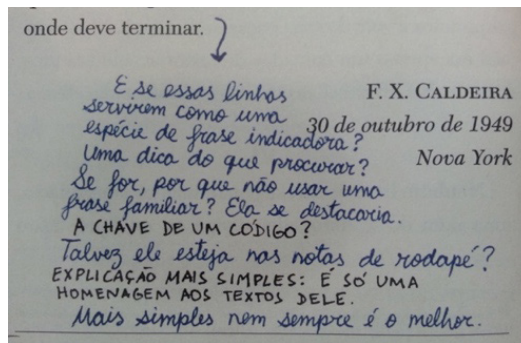 onde deve terminar.
E se essas linhas
servirem como uma
F. X. CALDEIRA
espécie de frase indicadora?
30 de outubro de 1949
Uma dica do que procurar?
Nova York
Se for, por que não usar uma
frase familiar? Ela se destacaria.
A CHAVE DE UM CÓDIGO?
Talvez ele esteja nas notas de rodapé?
EXPLICAÇÃO MAIS SIMPLES: É SÓ UMA
HOMENAGEM AOS TEXTOS DELE.
Mais simples nem sempre é o melhor.